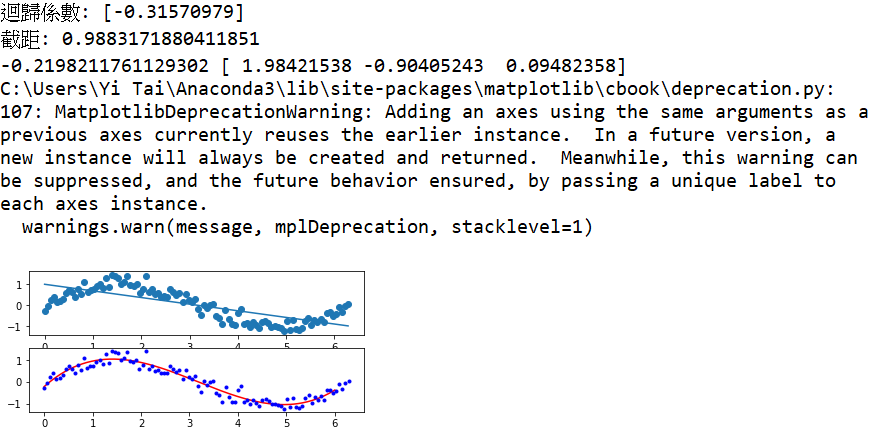 迴歸係數: [-0.31570979]
截距: 0.9883171880411851
-0.2198211761129302 [ 1.98421538 -0.90405243  0.09482358]
C:\Users\Yi Tai\Anaconda3\lib\site-packages\matplotlib\cbook\deprecation.py:
107: MatplotlibDeprecationWarning: Adding an axes using the same arguments as a
previous axes currently reuses the earlier instance.  In a future version, a
new instance will always be created and returned.  Meanwhile, this warning can
be suppressed, and the future behavior ensured, by passing a unique label to
each axes instance.
  warnings.warn(message, mplDeprecation, stacklevel=1)
1
0
−1
0 1 2 3 4 5 6
1
0
−1
0 1 2 3 4 5 6